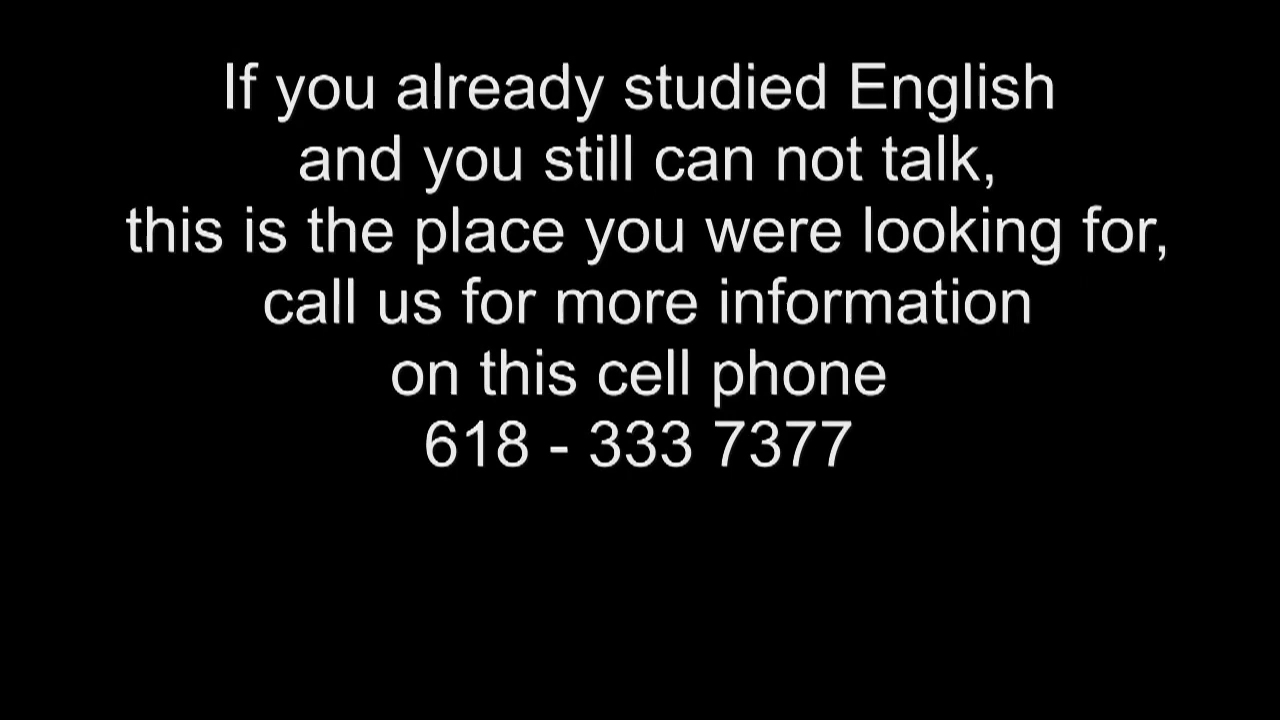 If you already studied English
and you still can not talk,
this is the place you were looking for,
call us for more information
on this cell phone
618 - 333 7377